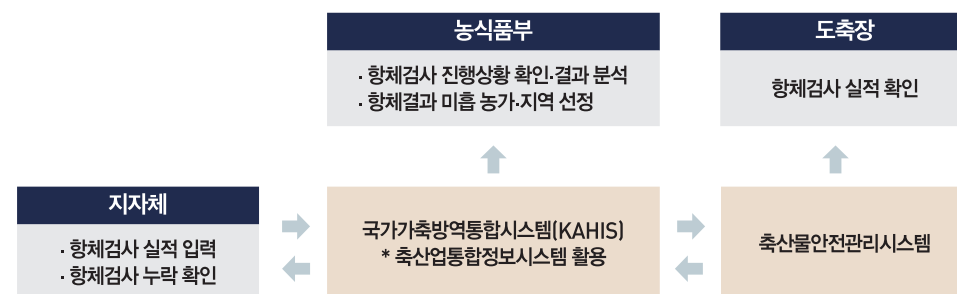 농식품부
· 항체검사 진행상황 확인·결과 분석
· 항체결과 미흡 농가·지역 선정
도축장
항체검사 실적 확인
지자체
· 항체검사 실적 입력
· 항체검사 누락 확인
국가가축방역통합시스템(KAHIS)
* 축산업통합정보시스템 활용
축산물안전관리시스템